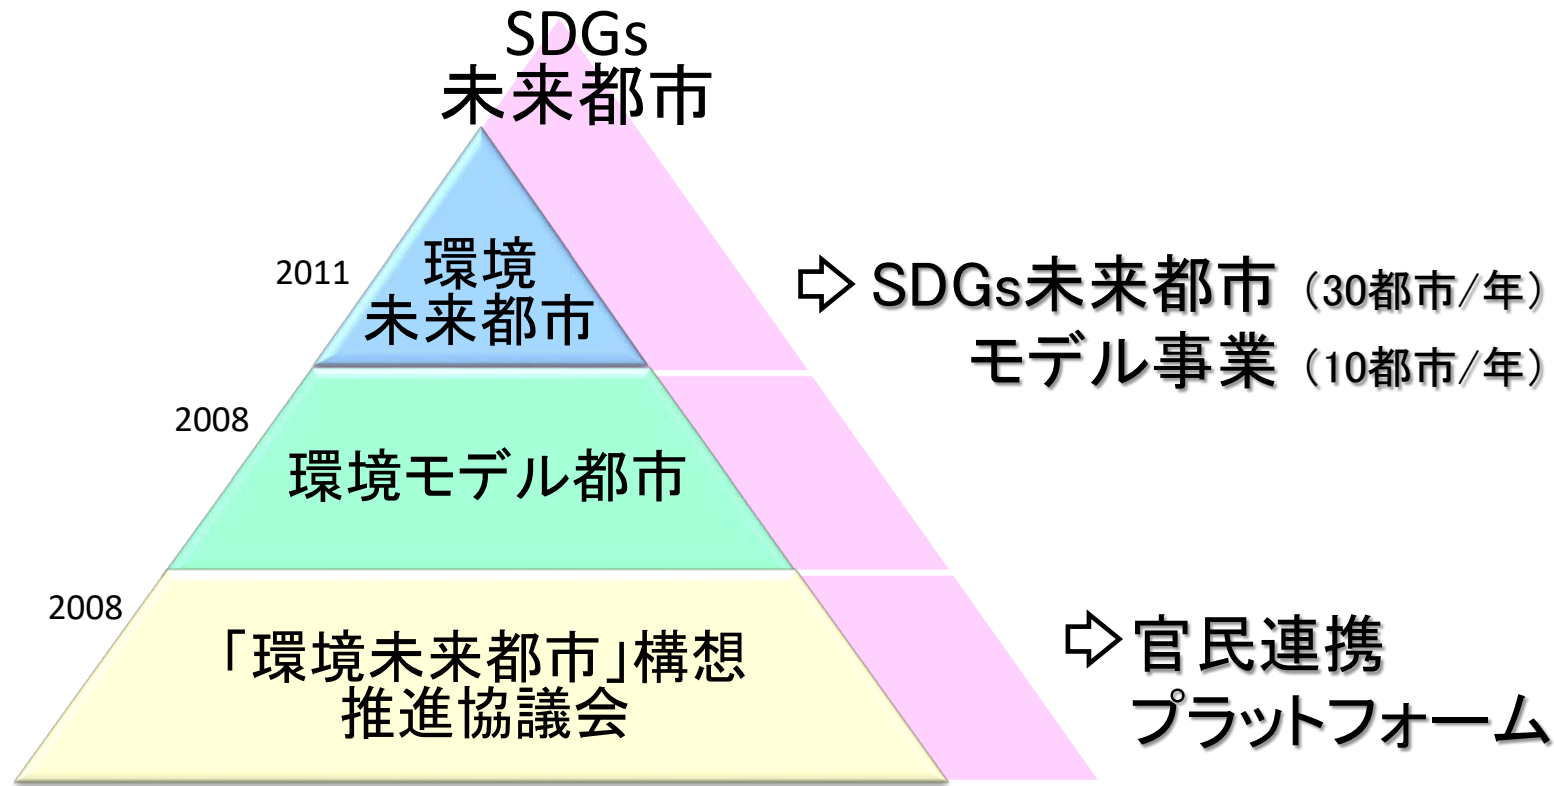 SDGs
未来都市
2011
環境
未来都市
SDGs未来都市（30都市/年）
モデル事業（10都市/年）
2008
環境モデル都市
2008
「環境未来都市」構想
推進協議会
官民連携
プラットフォーム